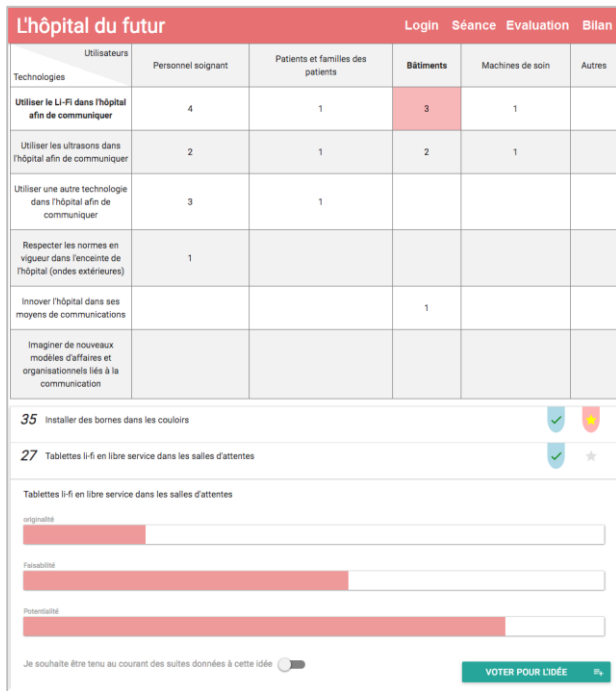 L'hôpital du futur
Login Séance Evaluation Bilan
Utilisateurs
Technologies
Personnel soignant
Patients et familles des
patients
Bâtiments
Machines de soin
Autres
Utiliser le Li-Fi dans l'hôpital
afin de communiquer
4 1 3 1
Utiliser les ultrasons dans
l'hôpital afin de communiquer
2 1 2 1
Utiliser une autre technologie
dans l'hôpital afin de
communiquer
3 1
Respecter les normes en
vigueur dans l'enceinte de
l'hôpital (ondes extérieures)
1
Innover l'hôpital dans ses
moyens de communications
1
Imaginer de nouveaux
modèles d'affaires et
organisationnels liés à la
communication
35 Installer des bornes dans les couloirs
27 Tablettes li-fi en libre service dans les salles d'attentes
Tablettes li-fi en libre service dans les salles d'attentes
originalité
Faisabilité
Potentialité
Je souhaite être tenu au courant des suites données à cette idée
VOTER POUR L'IDÉE